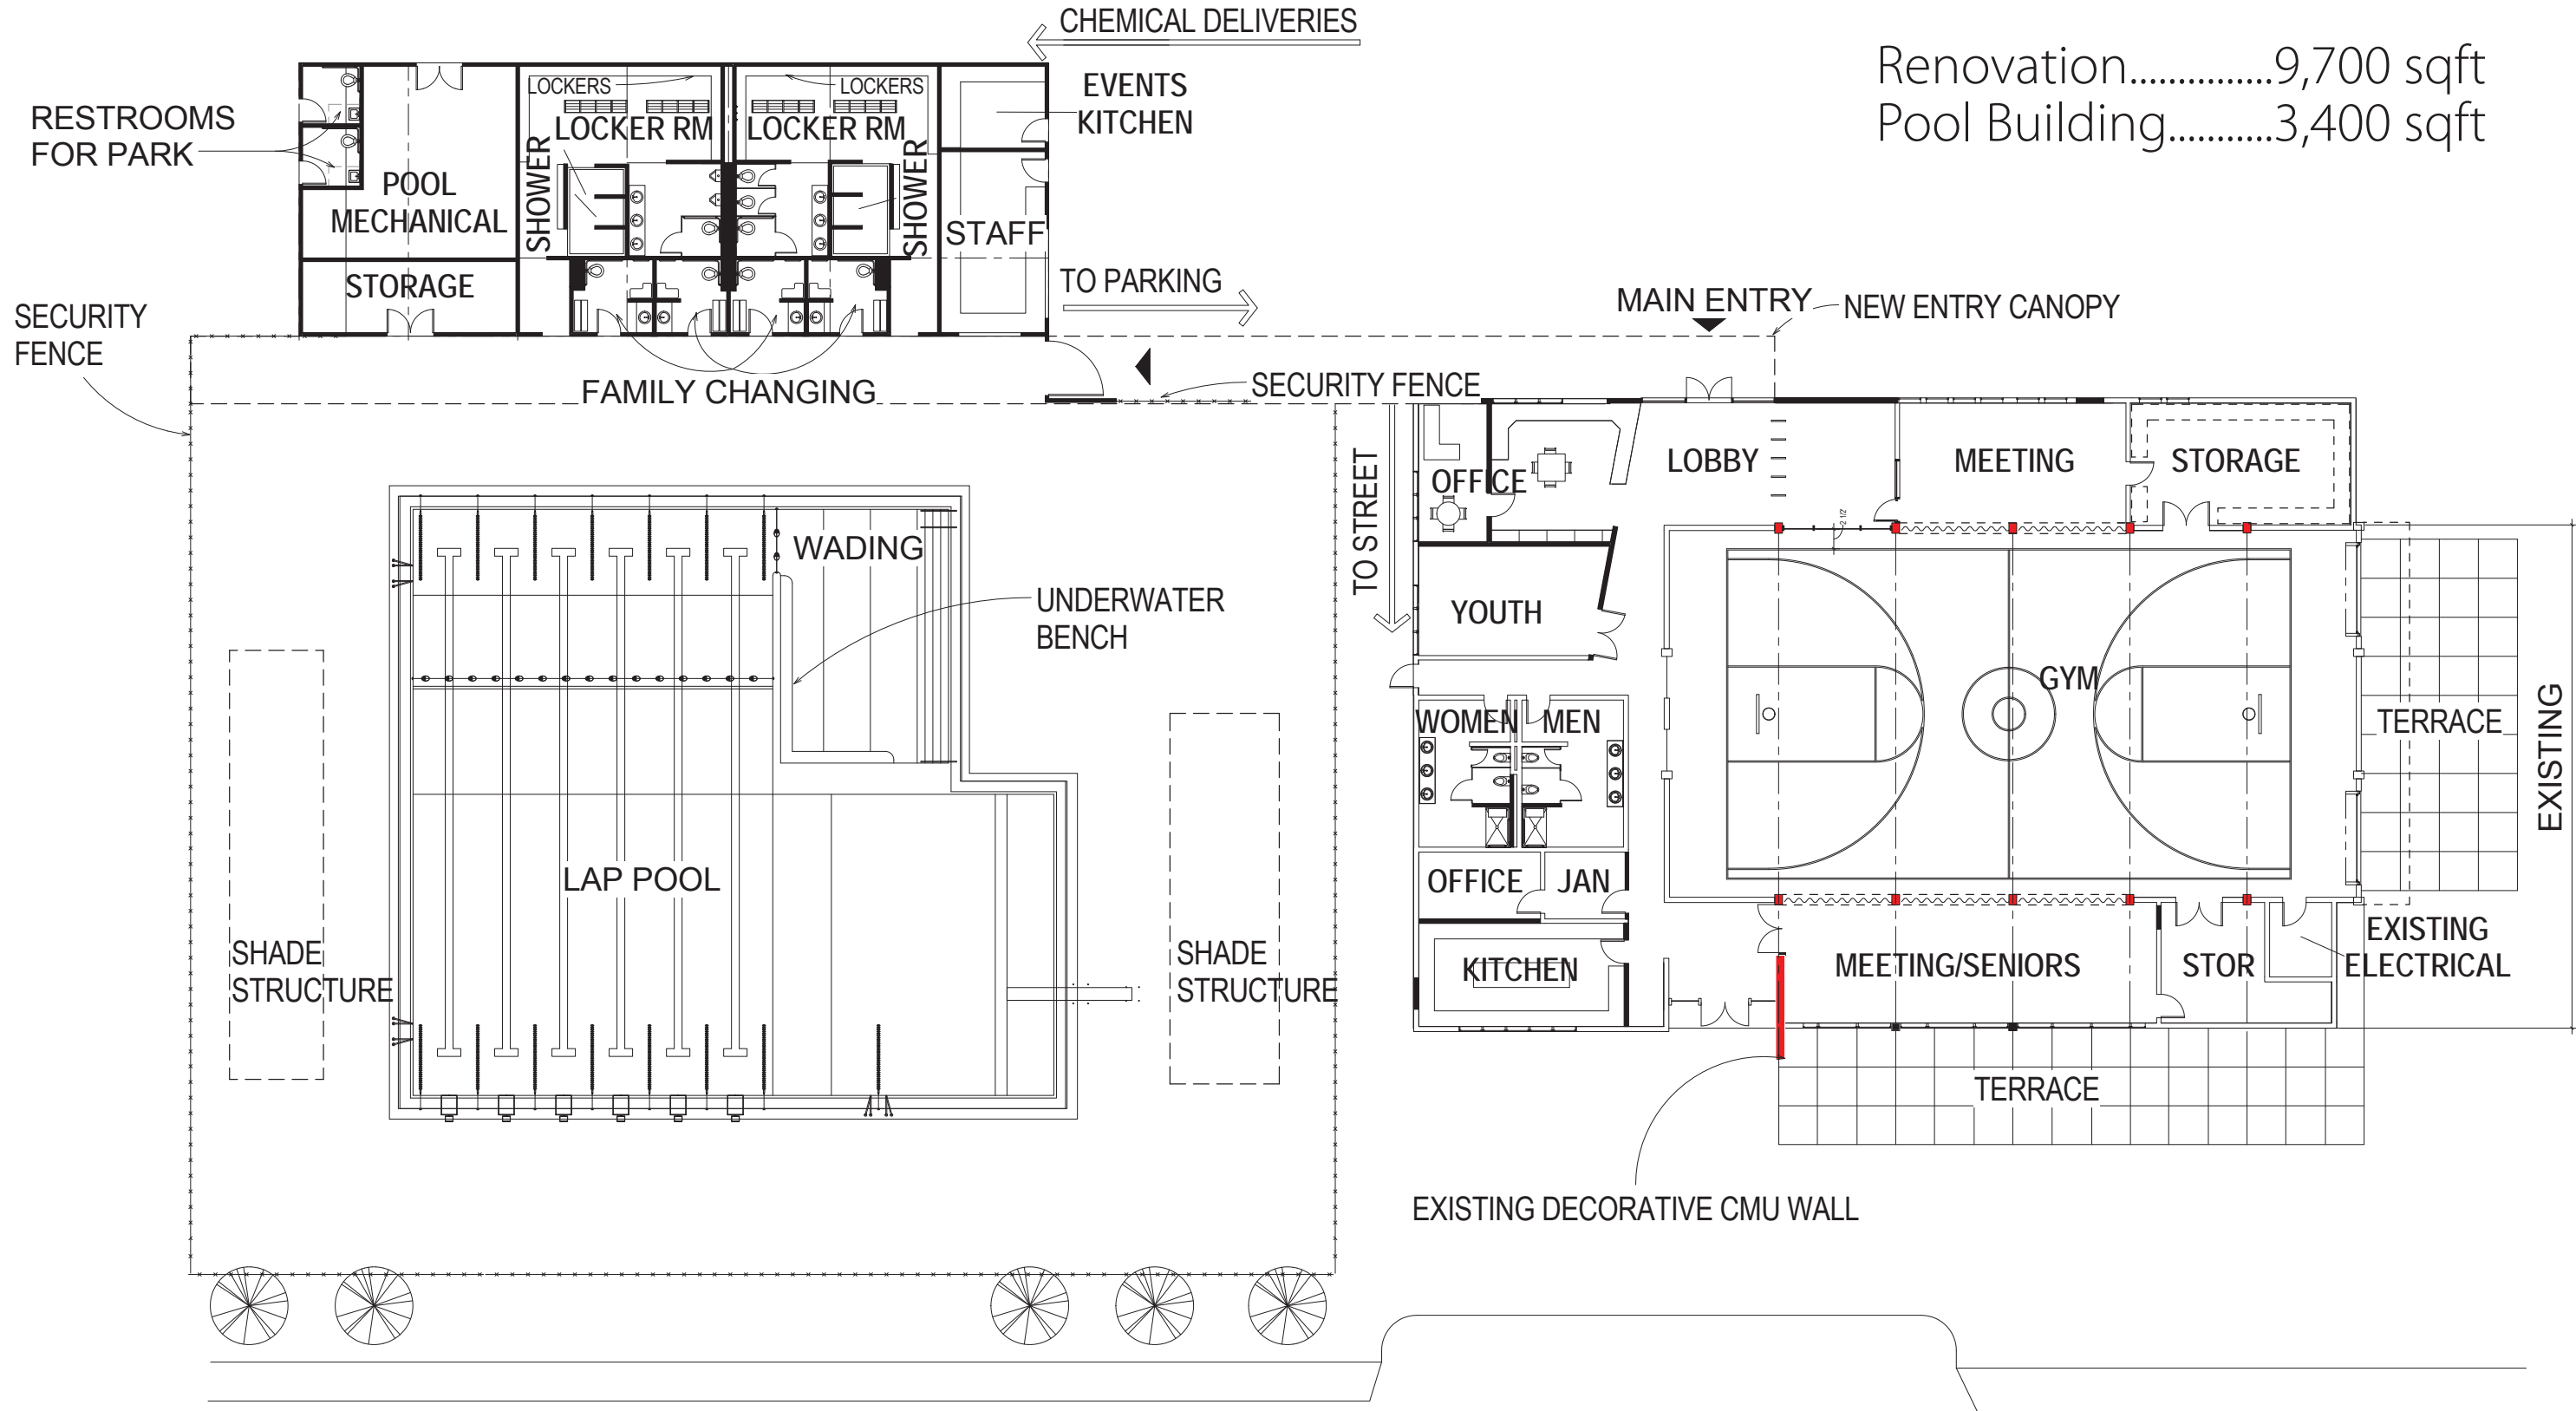 CHEMICAL DELIVERIES
Renovation...............9,700 sqft
Pool Building...........3,400 sqft
EVENTS
KITCHEN
LOCKERS
LOCKERS
RESTROOMS
FOR PARK
LOCKER RM
LOCKER RM
SHOWER
SHOWER
POOL
MECHANICAL
STAFF
STORAGE
TO PARKING
SECURITY
FENCE
MAIN ENTRY
NEW ENTRY CANOPY
FAMILY CHANGING
SECURITY FENCE
TO STREET
OFFICE
LOBBY
MEETING
STORAGE
2 1/2"
WADING
UNDERWATER
BENCH
YOUTH
GYM
WOMEN
MEN
TERRACE
EXISTING
LAP POOL
OFFICE
JAN
SHADE
STRUCTURE
SHADE
STRUCTURE
KITCHEN
MEETING/SENIORS
STOR
EXISTING
ELECTRICAL
TERRACE
EXISTING DECORATIVE CMU WALL